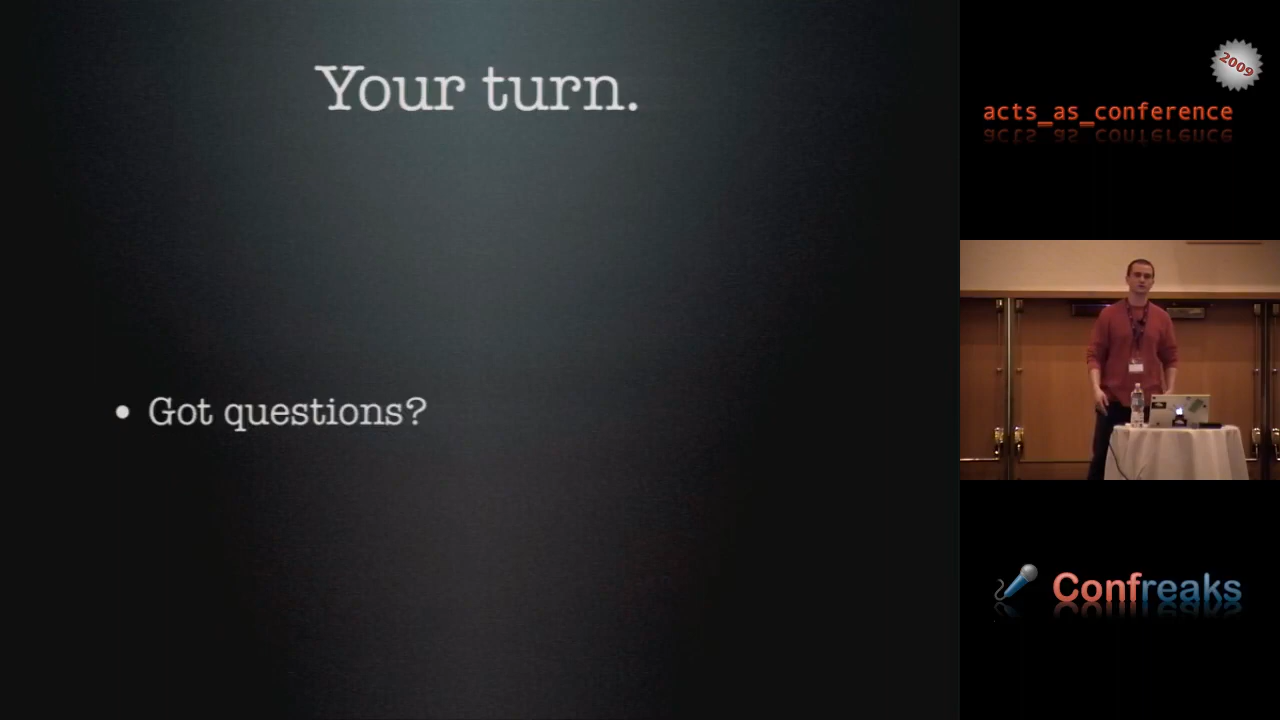 Your turn.
• Got questions?
2009
acts_as_conference
Confreaks